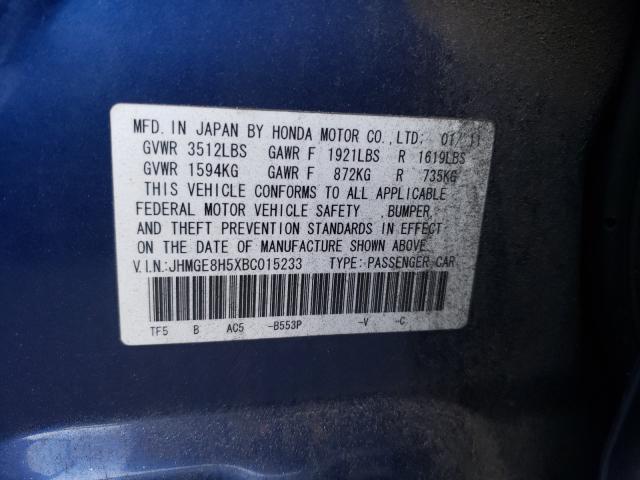 MFD. IN JAPAN BY HONDA MOTOR CO., LTD; 01/11
GVWR 3512LBS GAWR F 1921LBS R 1619LBS
GVWR 1594KG GAWR F 872KG R 735KG
THIS VEHICLE CONFORMS TO ALL APPLICABLE
FEDERAL MOTOR VEHICLE SAFETY ,BUMPER,
AND THEFT PREVENTION STANDARDS IN EFFECT
ON THE DATE OF MANUFACTURE SHOWN ABOVE.
V.I.N.:JHMGE8H5XBC015233 TYPE:PASSENGER CAR
TF5 B AC5 -B553P -V -C